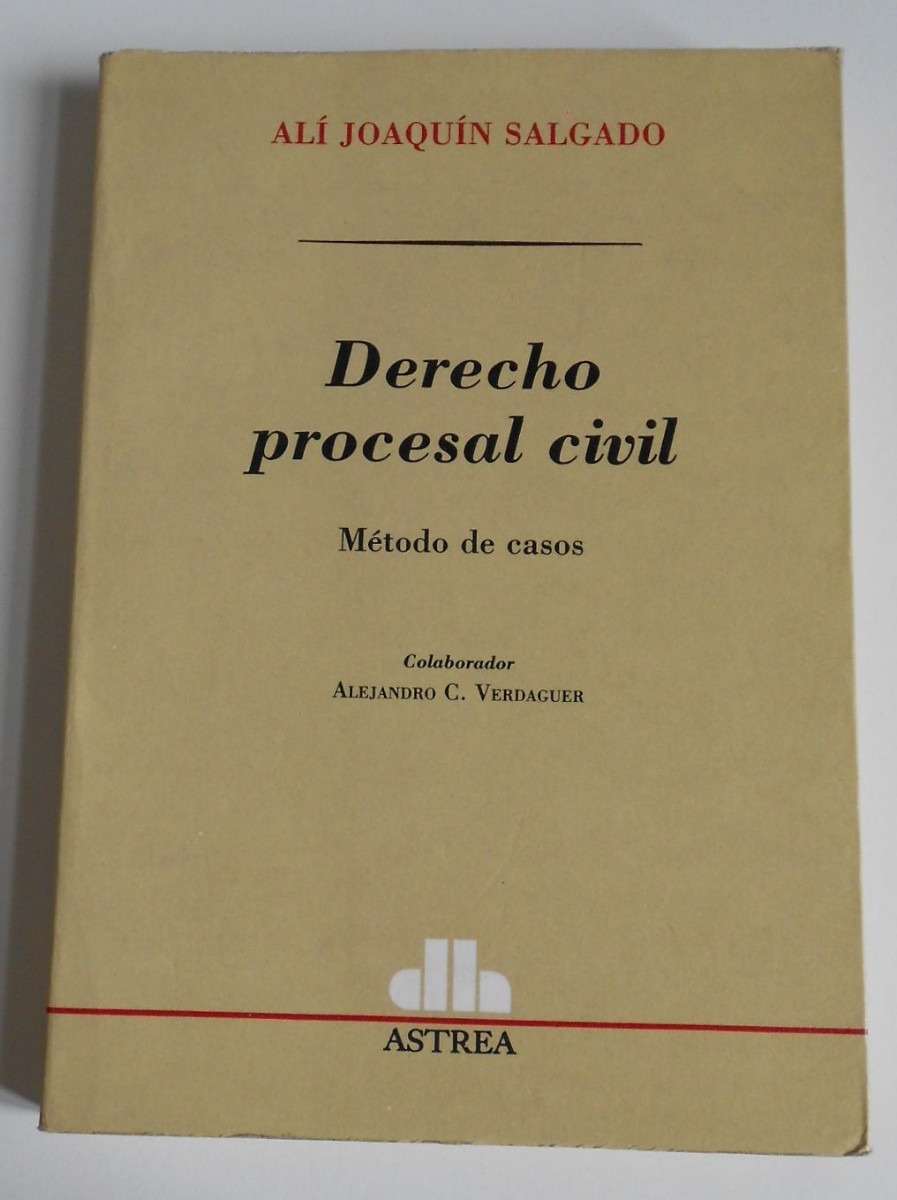 ALÍ JOAQUÍN SALGADO
Derecho
procesal civil
Método de casos
Colaborador
ALEJANDRO C. VERDAGUER
ASTREA